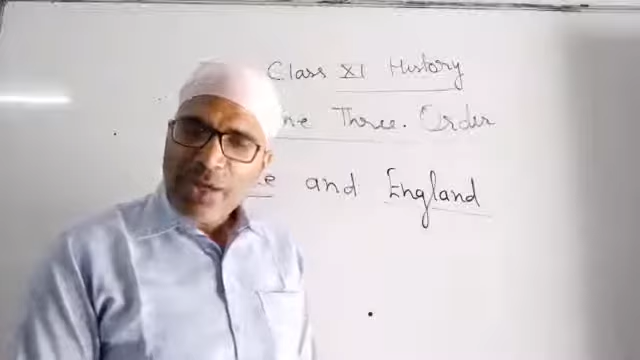 Class XI History
Three. Order
and England